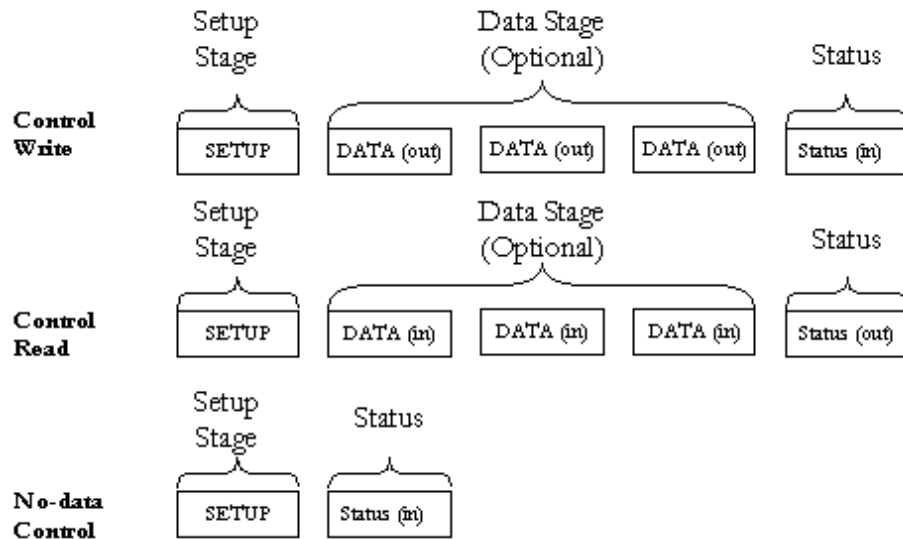 Setup
Stage
Data Stage
(Optional)
Status
Control
Write
SETUP
DATA (out)
DATA (out)
DATA (out)
Status (in)
Setup
Stage
Data Stage
(Optional)
Status
Control
Read
SETUP
DATA (in)
DATA (in)
DATA (in)
Status (out)
Setup
Stage
Status
No-data
Control
SETUP
Status (in)